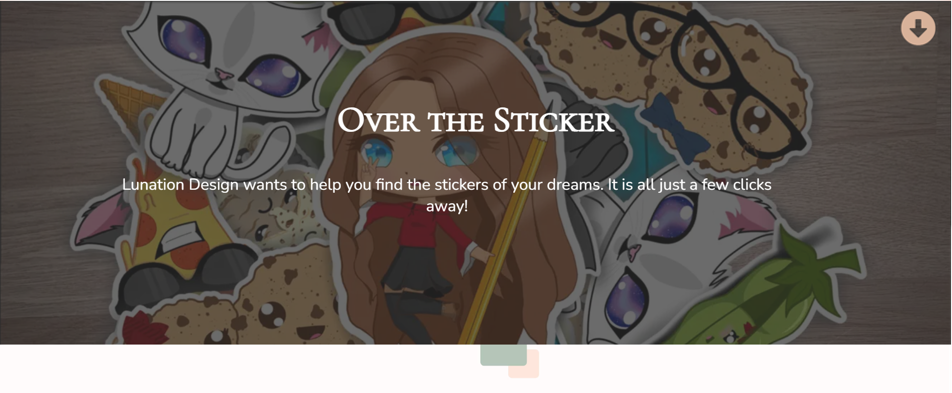 Over the Sticker
Lunation Design wants to help you find the stickers of your dreams. It is all just a few clicks
away!